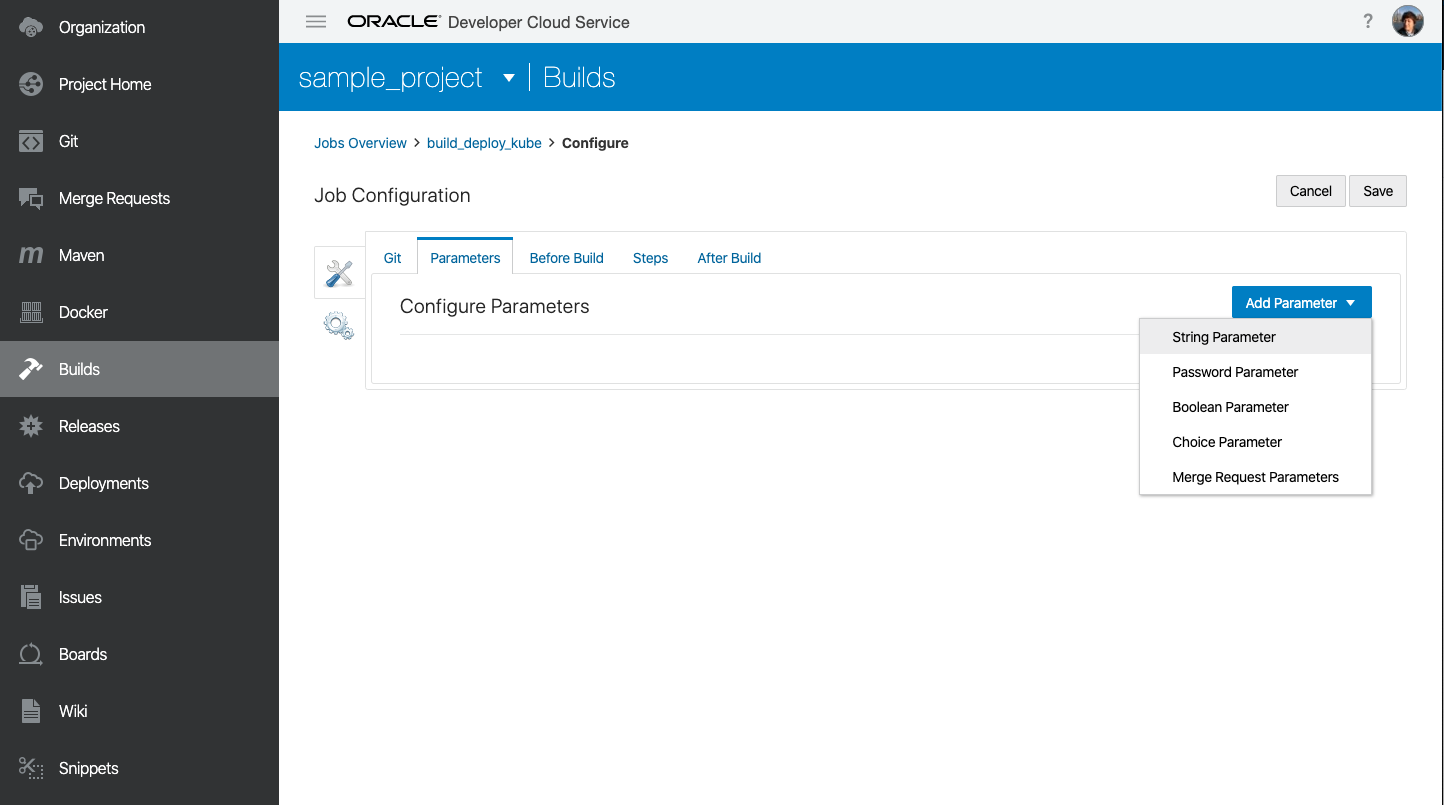 Organization
Project Home
Git
Merge Requests
m Maven
Docker
Builds
Releases
Deployments
Environments
Issues
Boards
Wiki
Snippets
ORACLE® Developer Cloud Service ?
sample_project Builds
Jobs Overview > build_deploy_kube > Configure
Job Configuration Cancel Save
Git Parameters Before Build Steps After Build
Configure Parameters Add Parameter
String Parameter
Password Parameter
Boolean Parameter
Choice Parameter
Merge Request Parameters